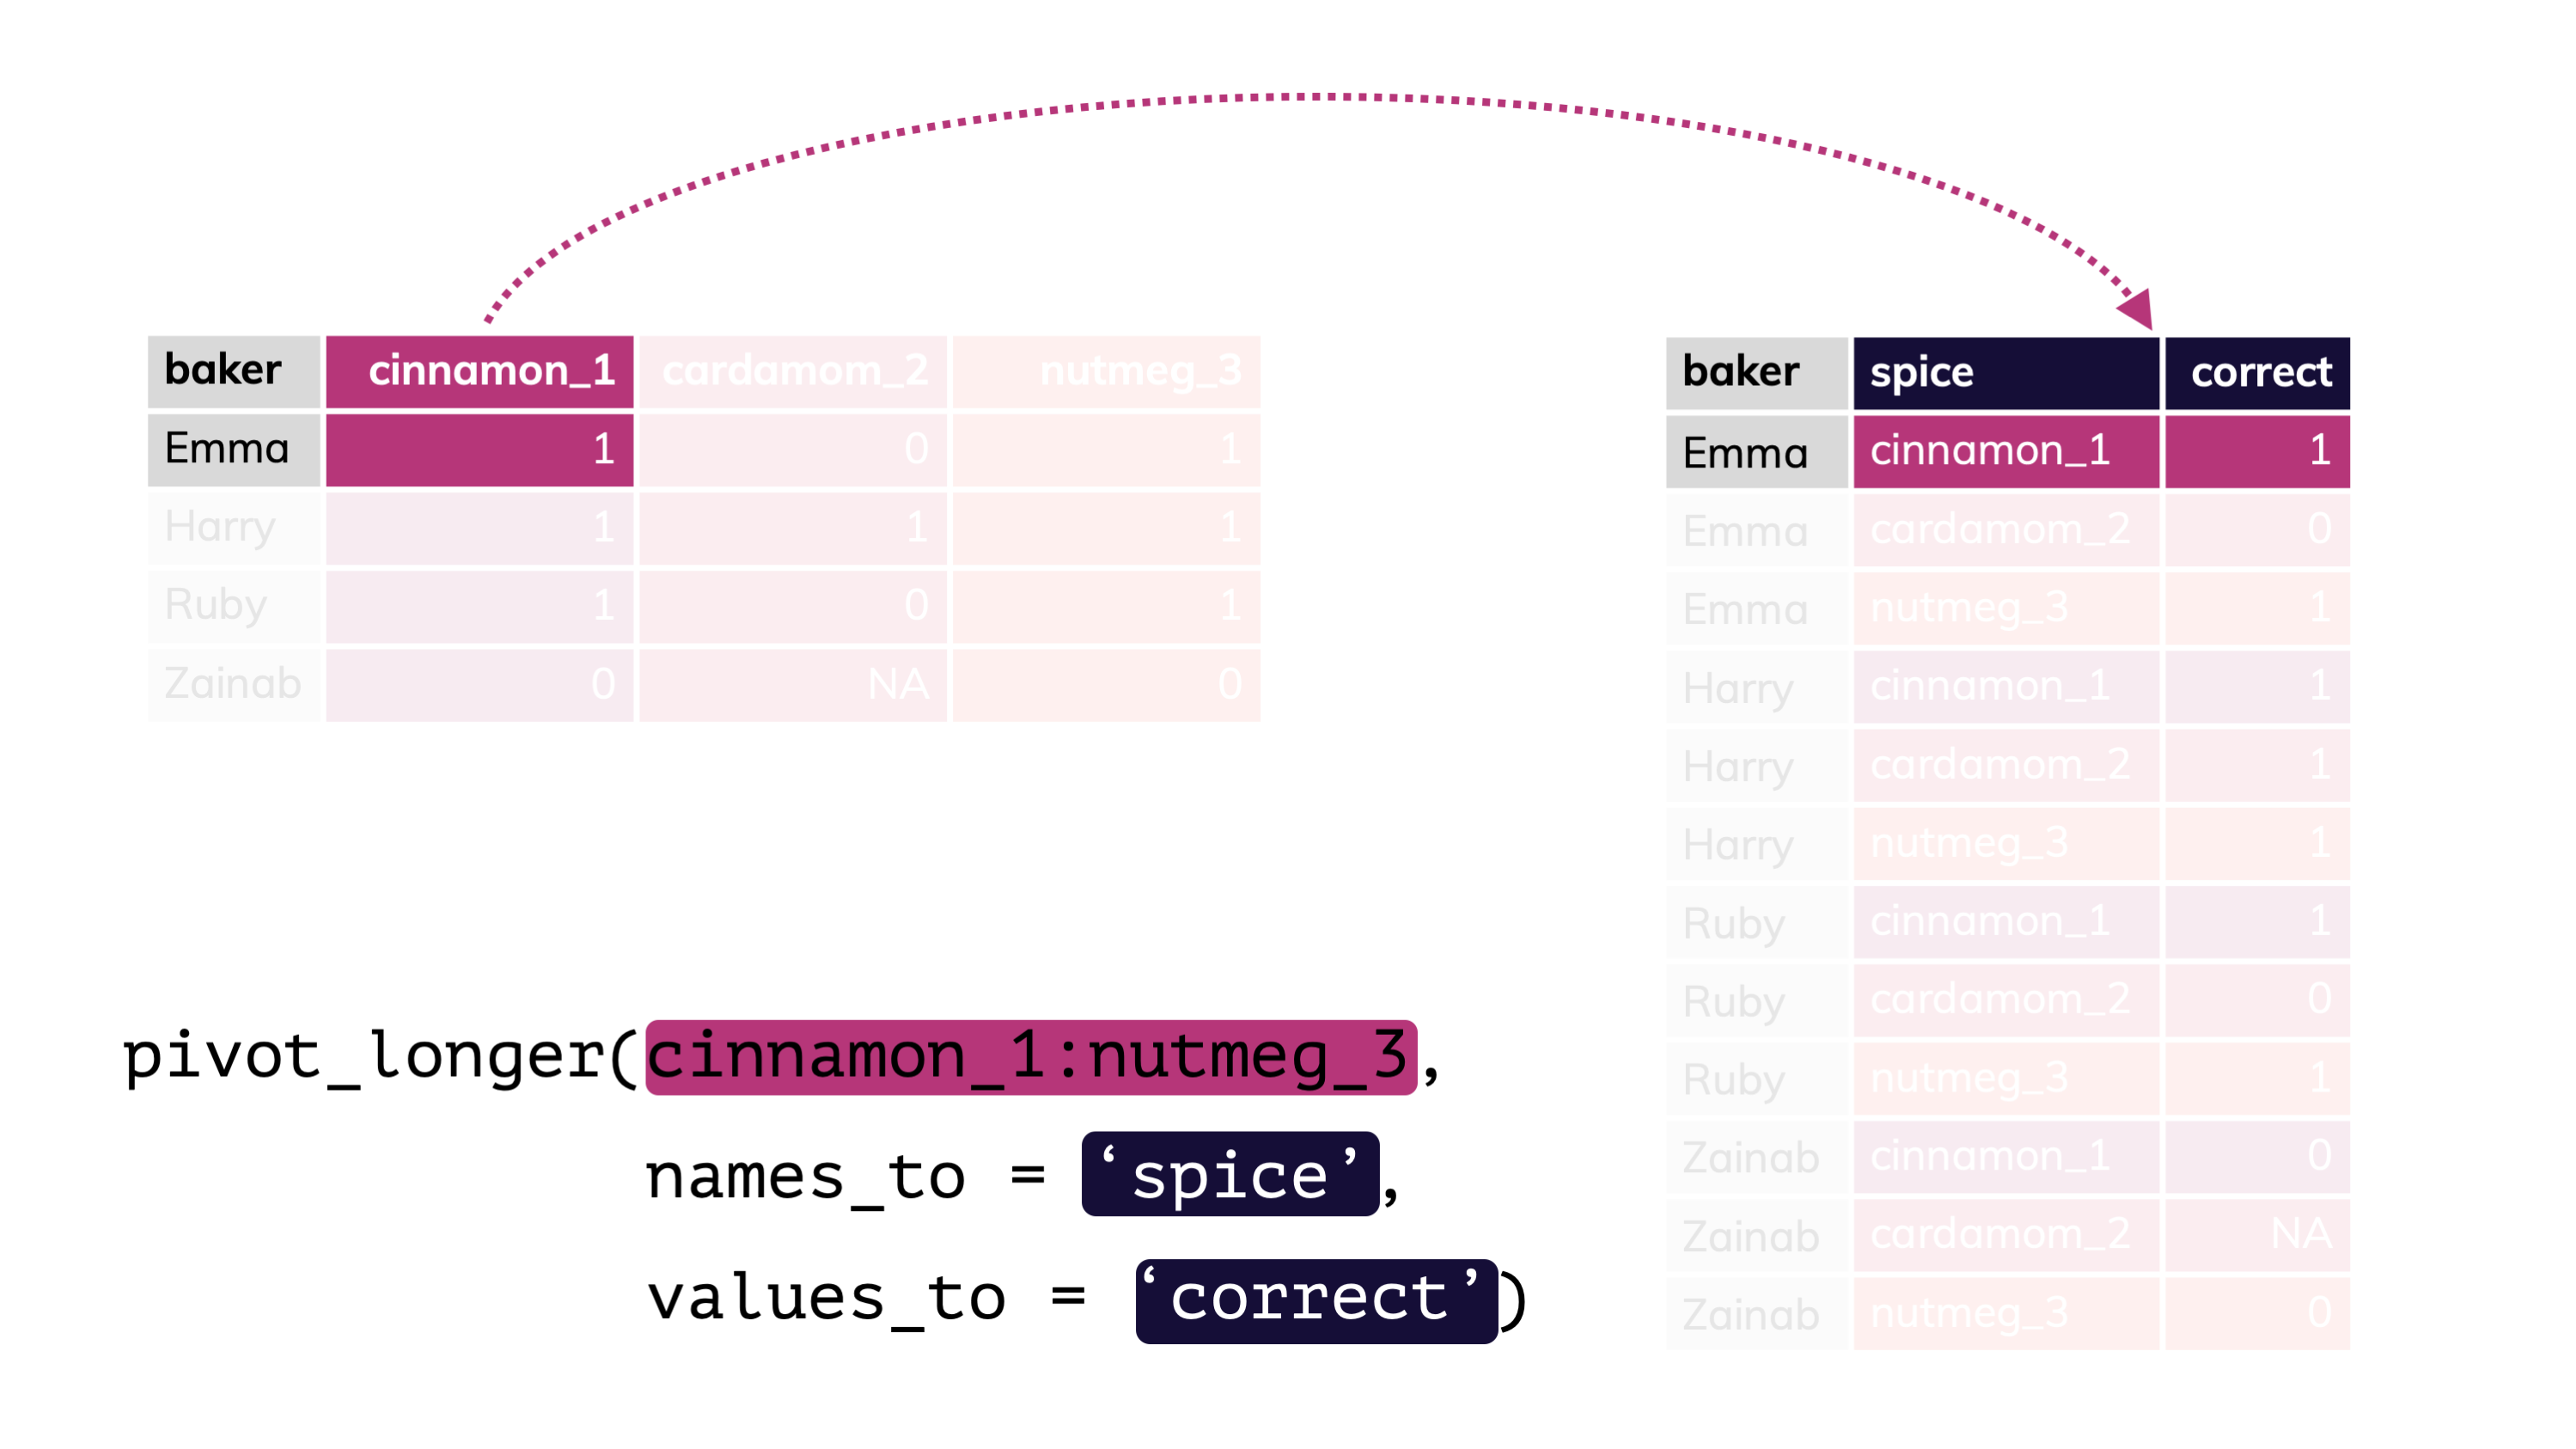 baker cinnamon_1 cardamom_2 nutmeg_3
Emma 1 0 1
Harry 1 1 1
Ruby 1 0 1
Zainab 0 NA 0
pivot_longer(cinnamon_1:nutmeg_3,
names_to = ‘spice’,
values_to = ‘correct’)
baker spice correct
Emma cinnamon_1 1
Emma cardamom_2 0
Emma nutmeg_3 1
Harry cinnamon_1 1
Harry cardamom_2 1
Harry nutmeg_3 1
Ruby cinnamon_1 1
Ruby cardamom_2 0
Ruby nutmeg_3 1
Zainab cinnamon_1 0
Zainab cardamom_2 NA
Zainab nutmeg_3 0